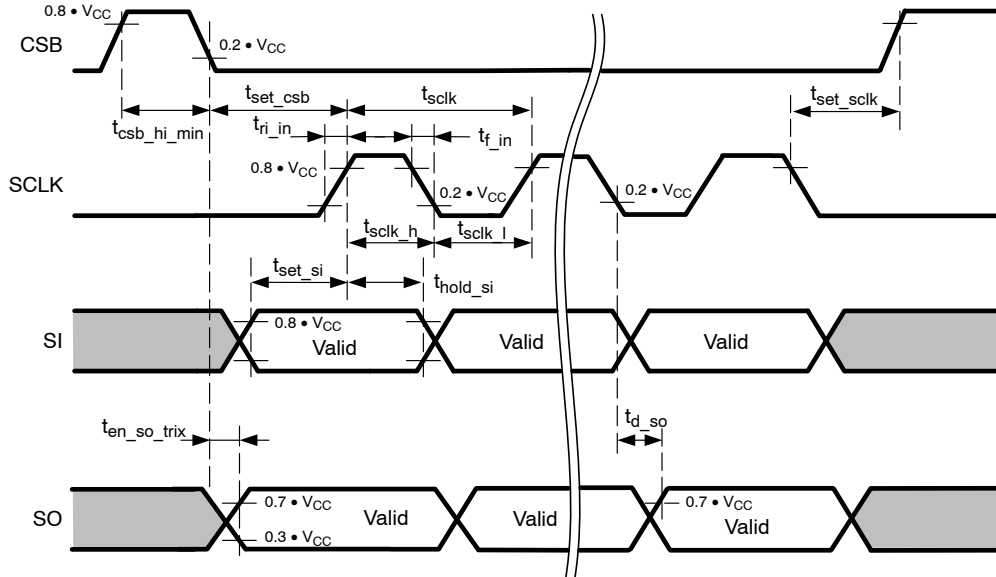 0.8 • VCC
CSB
0.2 • VCC
tset_csb
tsclk
tset_sclk
tcsb_hi_min
tri_in
tf_in
0.8 • VCC
SCLK
0.2 • VCC
0.2 • VCC
tsclk_h
tsclk_l
tset_si
thold_si
0.8 • VCC
SI
Valid
Valid
Valid
ten_so_trix
td_so
0.7 • VCC
0.7 • VCC
SO
Valid
Valid
Valid
0.3 • VCC